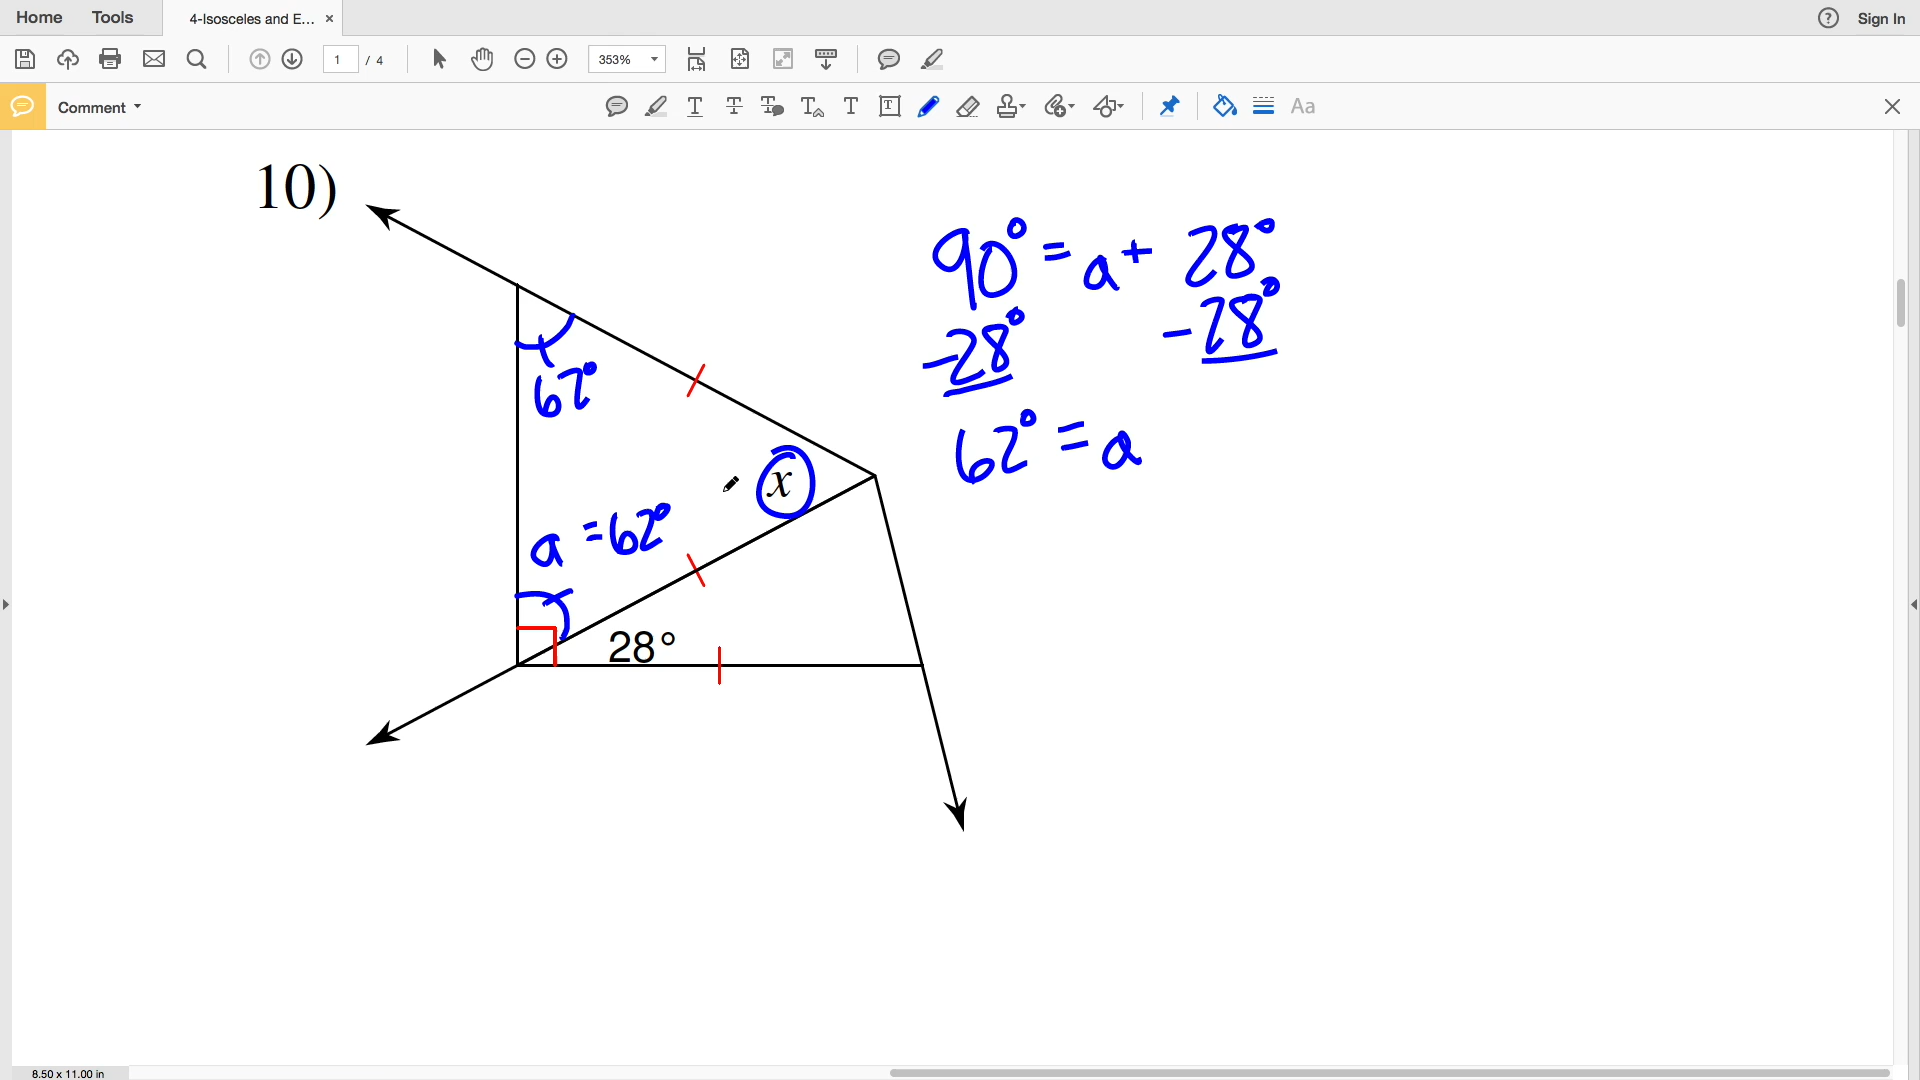 Home Tools 4-Isosceles and E... × ? Sign In
1 / 4 353%
Comment Aa
10)
90° = a + 28°
-28° -28°
62° = a
62°
x
a = 62°
28°
8.50 x 11.00 in